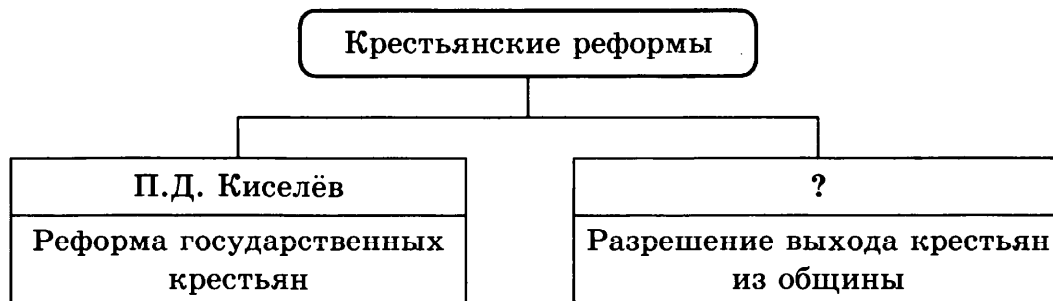 Крестьянские реформы
П.Д. Киселёв
Реформа государственных
крестьян
?
Разрешение выхода крестьян
из общины